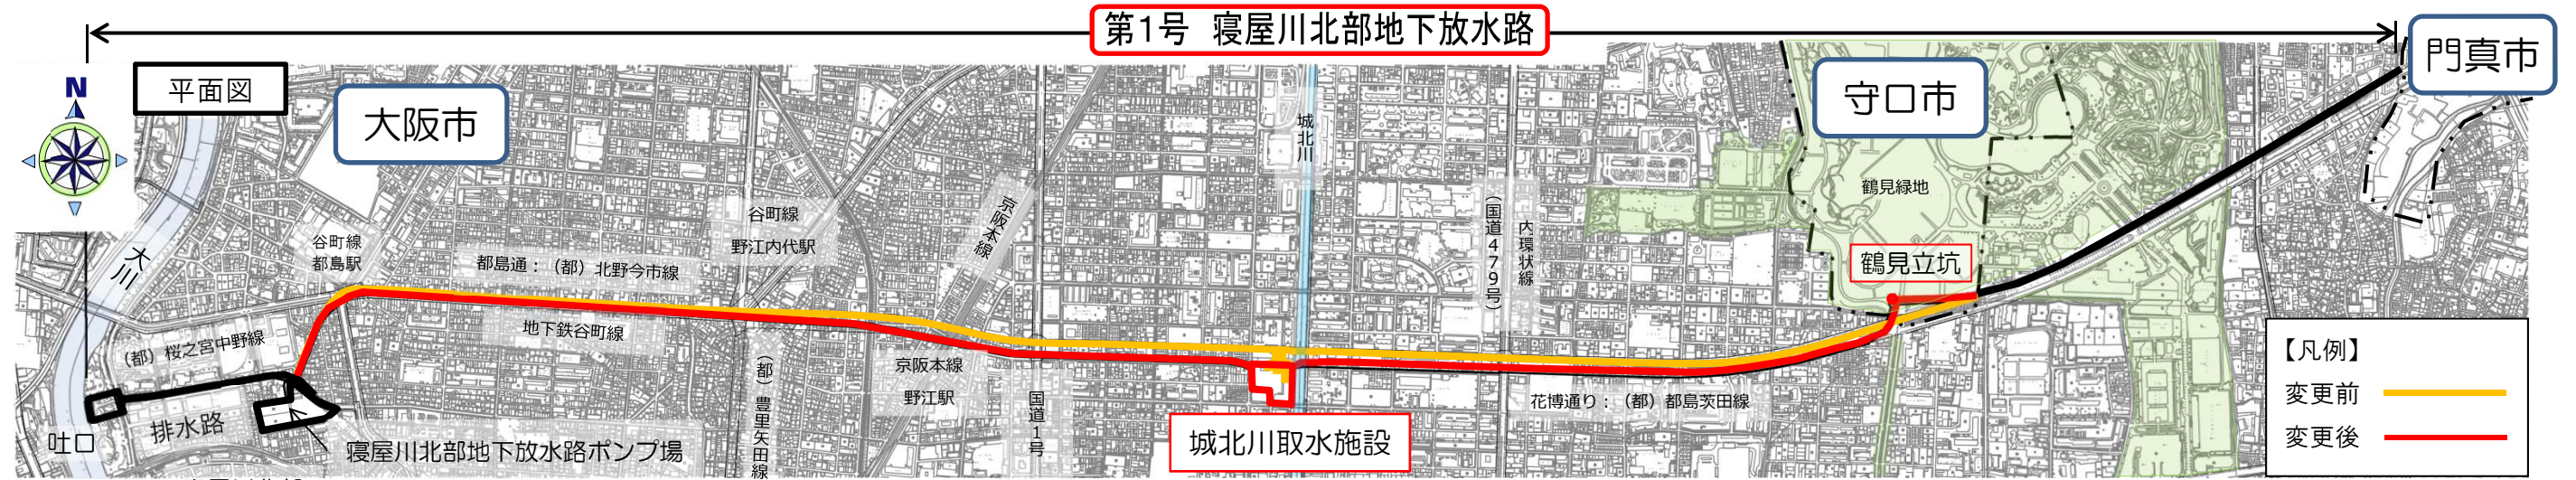 第1号 寝屋川北部地下放水路
門真市
平面図
N
大阪市
守口市
城北川
鶴見緑地
谷町線
野江内代駅
京阪本線
(国道479号)
内環状線
谷町線
都島駅
大川
都島通:(都)北野今市線
鶴見立坑
地下鉄谷町線
(都)桜之宮中野線
(都)豊里矢田線
京阪本線
野江駅
国道1号
花博通り:(都)都島茨田線
【凡例】
変更前
変更後
吐口
排水路
寝屋川北部地下放水路ポンプ場
城北川取水施設